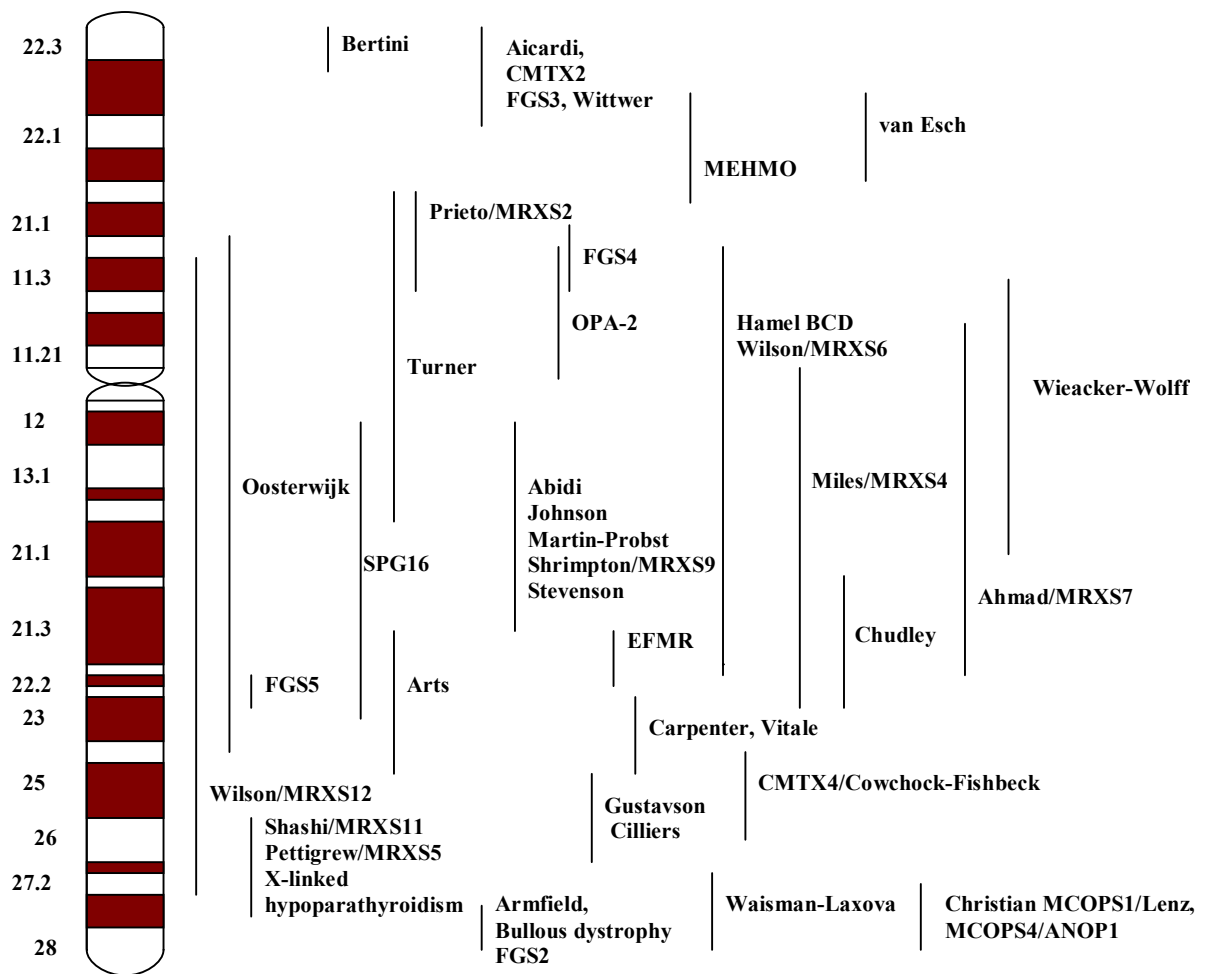 22.3
22.1
21.1
11.3
11.21
12
13.1
21.1
21.3
22.2
23
25
26
27.2
28
Bertini
Aicardi,
CMTX2
FGS3, Wittwer
van Esch
MEHMO
Prieto/MRXS2
FGS4
OPA-2
Hamel BCD
Wilson/MRXS6
Turner
Wieacker-Wolff
Oosterwijk
Abidi
Johnson
Martin-Probst
Shrimpton/MRXS9
Stevenson
Miles/MRXS4
SPG16
Ahmad/MRXS7
EFMR
Chudley
FGS5
Arts
Carpenter, Vitale
Wilson/MRXS12
CMTX4/Cowchock-Fishbeck
Gustavson
Cilliers
Shashi/MRXS11
Pettigrew/MRXS5
X-linked
hypoparathyroidism
Armfield,
Bullous dystrophy
FGS2
Waisman-Laxova
Christian MCOPS1/Lenz,
MCOPS4/ANOP1